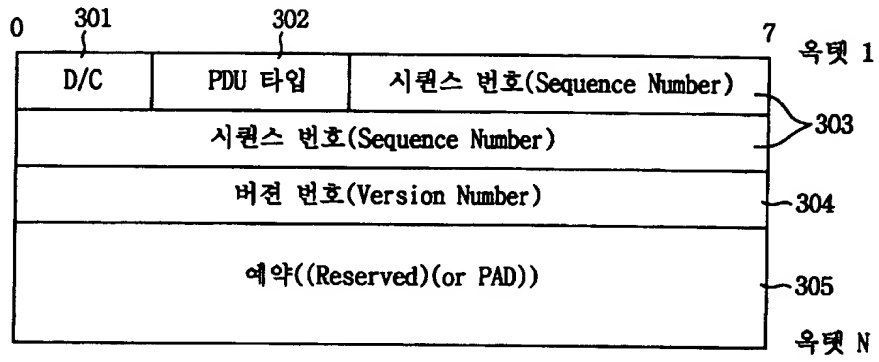 301 302
0 7
옥텟 1
D/C PDU 타입 시퀀스 번호(Sequence Number)
303
시퀀스 번호(Sequence Number)
버젼 번호(Version Number)
304
예약((Reserved)(or PAD))
305
옥텟 N